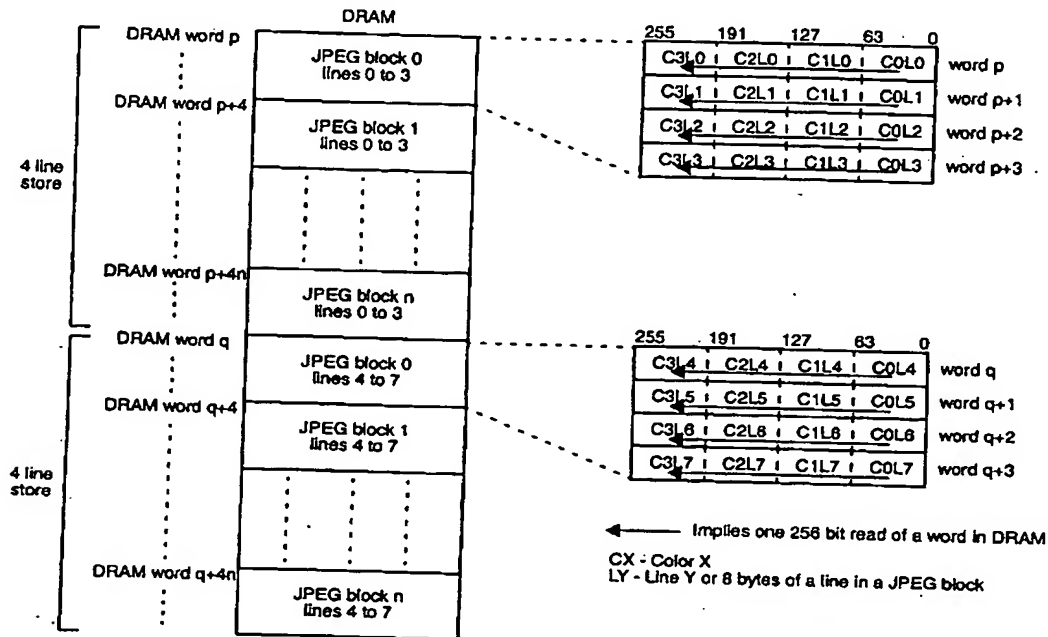 DRAM
DRAM word p
JPEG block 0
lines 0 to 3
DRAM word p+4
JPEG block 1
lines 0 to 3
4 line
store
DRAM word p+4n
JPEG block n
lines 0 to 3
DRAM word q
JPEG block 0
lines 4 to 7
DRAM word q+4
JPEG block 1
lines 4 to 7
4 line
store
DRAM word q+4n
JPEG block n
lines 4 to 7
255 191 127 63 0
C3L0 C2L0 C1L0 C0L0 word p
C3L1 C2L1 C1L1 C0L1 word p+1
C3L2 C2L2 C1L2 C0L2 word p+2
C3L3 C2L3 C1L3 C0L3 word p+3
255 191 127 63 0
C3L4 C2L4 C1L4 C0L4 word q
C3L5 C2L5 C1L5 C0L5 word q+1
C3L6 C2L6 C1L6 C0L6 word q+2
C3L7 C2L7 C1L7 C0L7 word q+3
Implies one 256 bit read of a word in DRAM
CX - Color X
LY - Line Y or 8 bytes of a line in a JPEG block